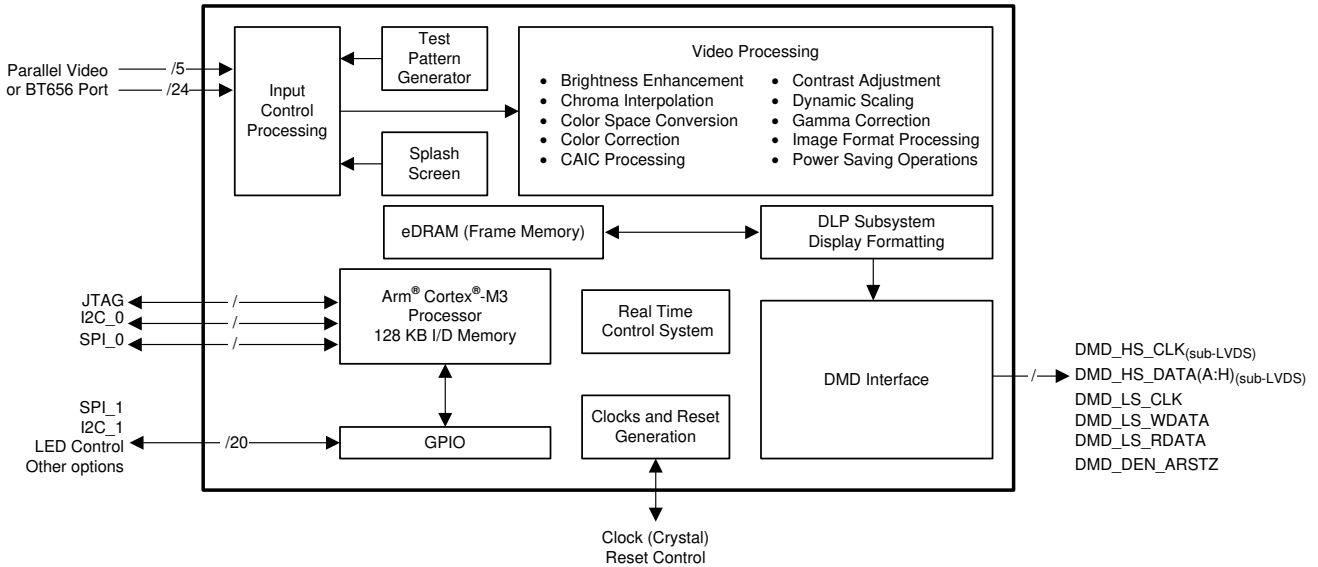 Parallel Video
or BT656 Port
/5
/24
Input
Control
Processing
Test
Pattern
Generator
Splash
Screen
Video Processing
• Brightness Enhancement
• Chroma Interpolation
• Color Space Conversion
• Color Correction
• CAIC Processing
• Contrast Adjustment
• Dynamic Scaling
• Gamma Correction
• Image Format Processing
• Power Saving Operations
eDRAM (Frame Memory)
DLP Subsystem
Display Formatting
JTAG
I2C_0
SPI_0
/
/
/
Arm® Cortex®-M3
Processor
128 KB I/D Memory
Real Time
Control System
DMD Interface
/
DMD_HS_CLK(sub-LVDS)
DMD_HS_DATA(A:H)(sub-LVDS)
DMD_LS_CLK
DMD_LS_WDATA
DMD_LS_RDATA
DMD_DEN_ARSTZ
SPI_1
I2C_1
LED Control
Other options
/20
GPIO
Clocks and Reset
Generation
Clock (Crystal)
Reset Control